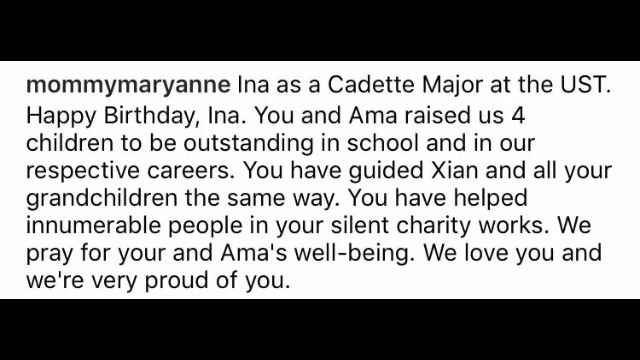 mommymaryanne Ina as a Cadette Major at the UST.
Happy Birthday, Ina. You and Ama raised us 4
children to be outstanding in school and in our
respective careers. You have guided Xian and all your
grandchildren the same way. You have helped
innumerable people in your silent charity works. We
pray for your and Ama's well-being. We love you and
we're very proud of you.